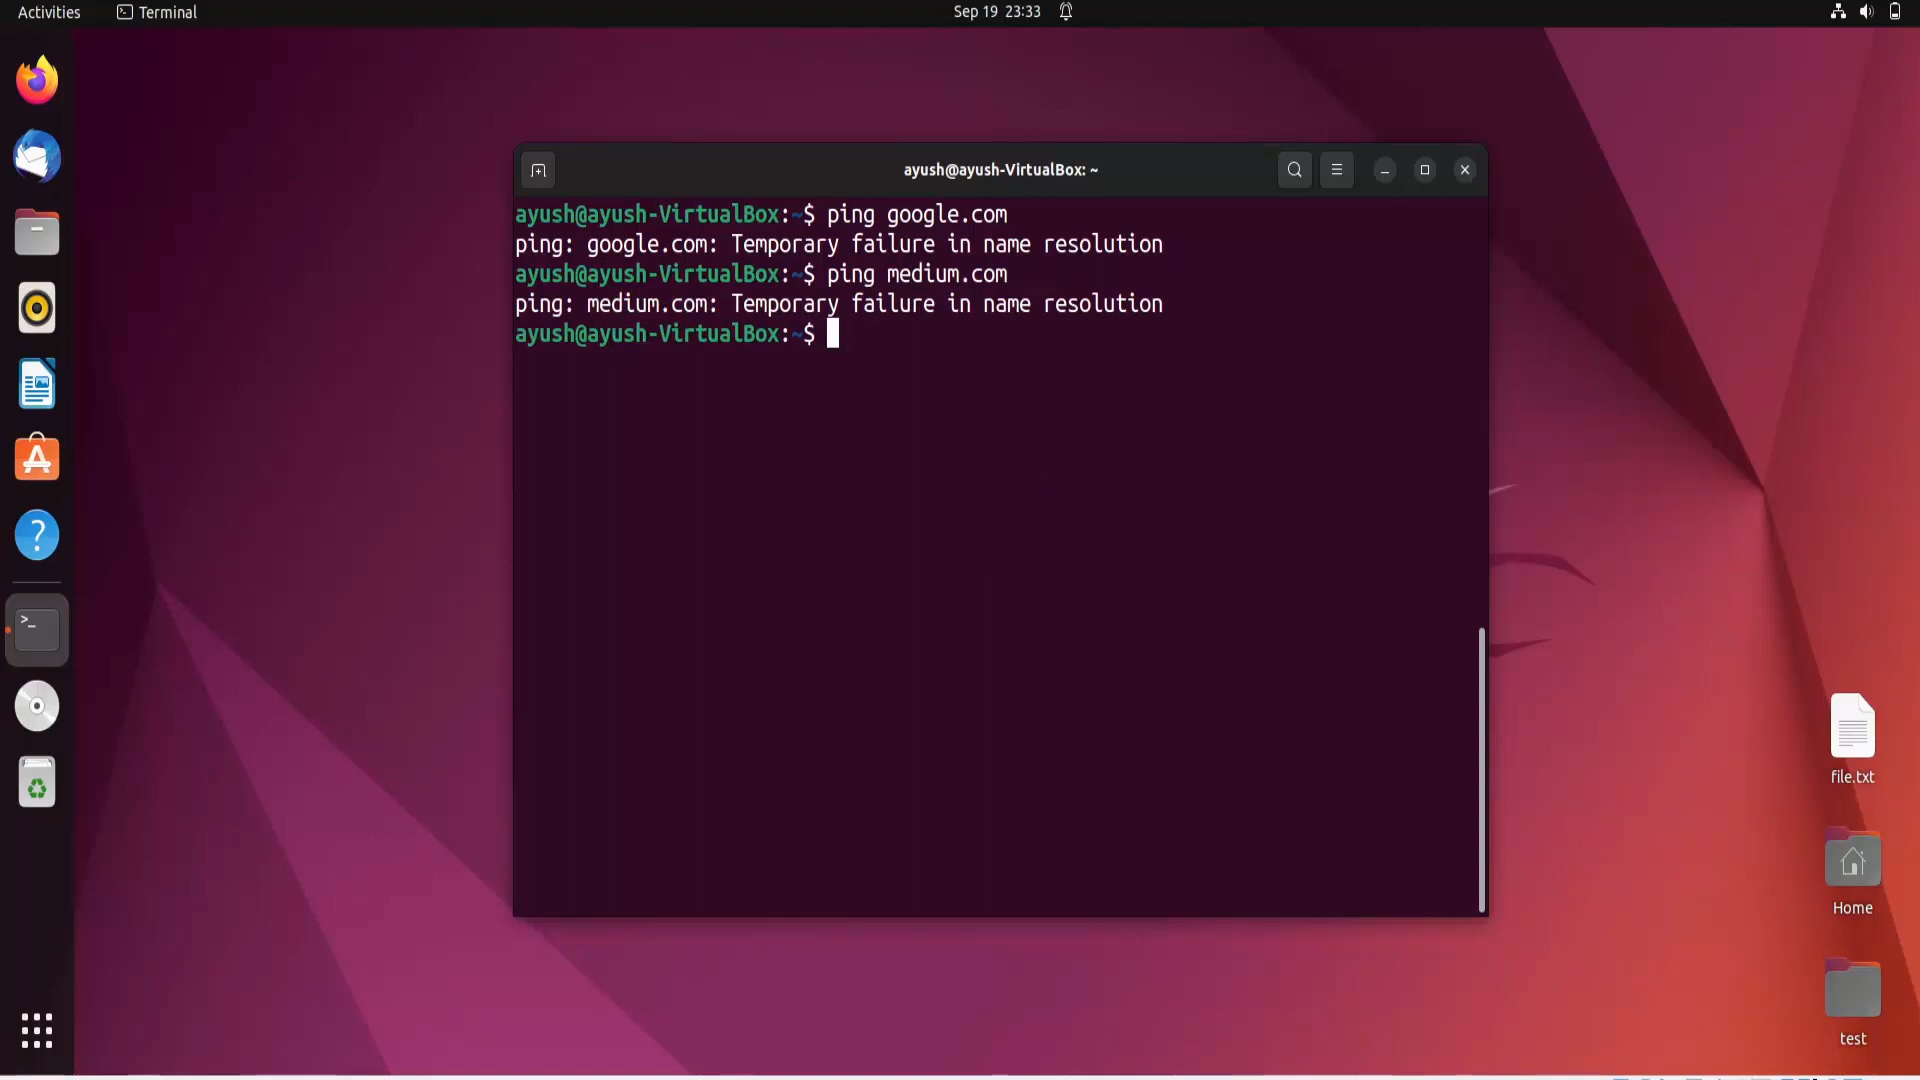 Activities
Terminal
Sep 19 23:33
ayush@ayush-VirtualBox: ~
ayush@ayush-VirtualBox:~$ ping google.com
ping: google.com: Temporary failure in name resolution
ayush@ayush-VirtualBox:~$ ping medium.com
ping: medium.com: Temporary failure in name resolution
ayush@ayush-VirtualBox:~$
file.txt
Home
test